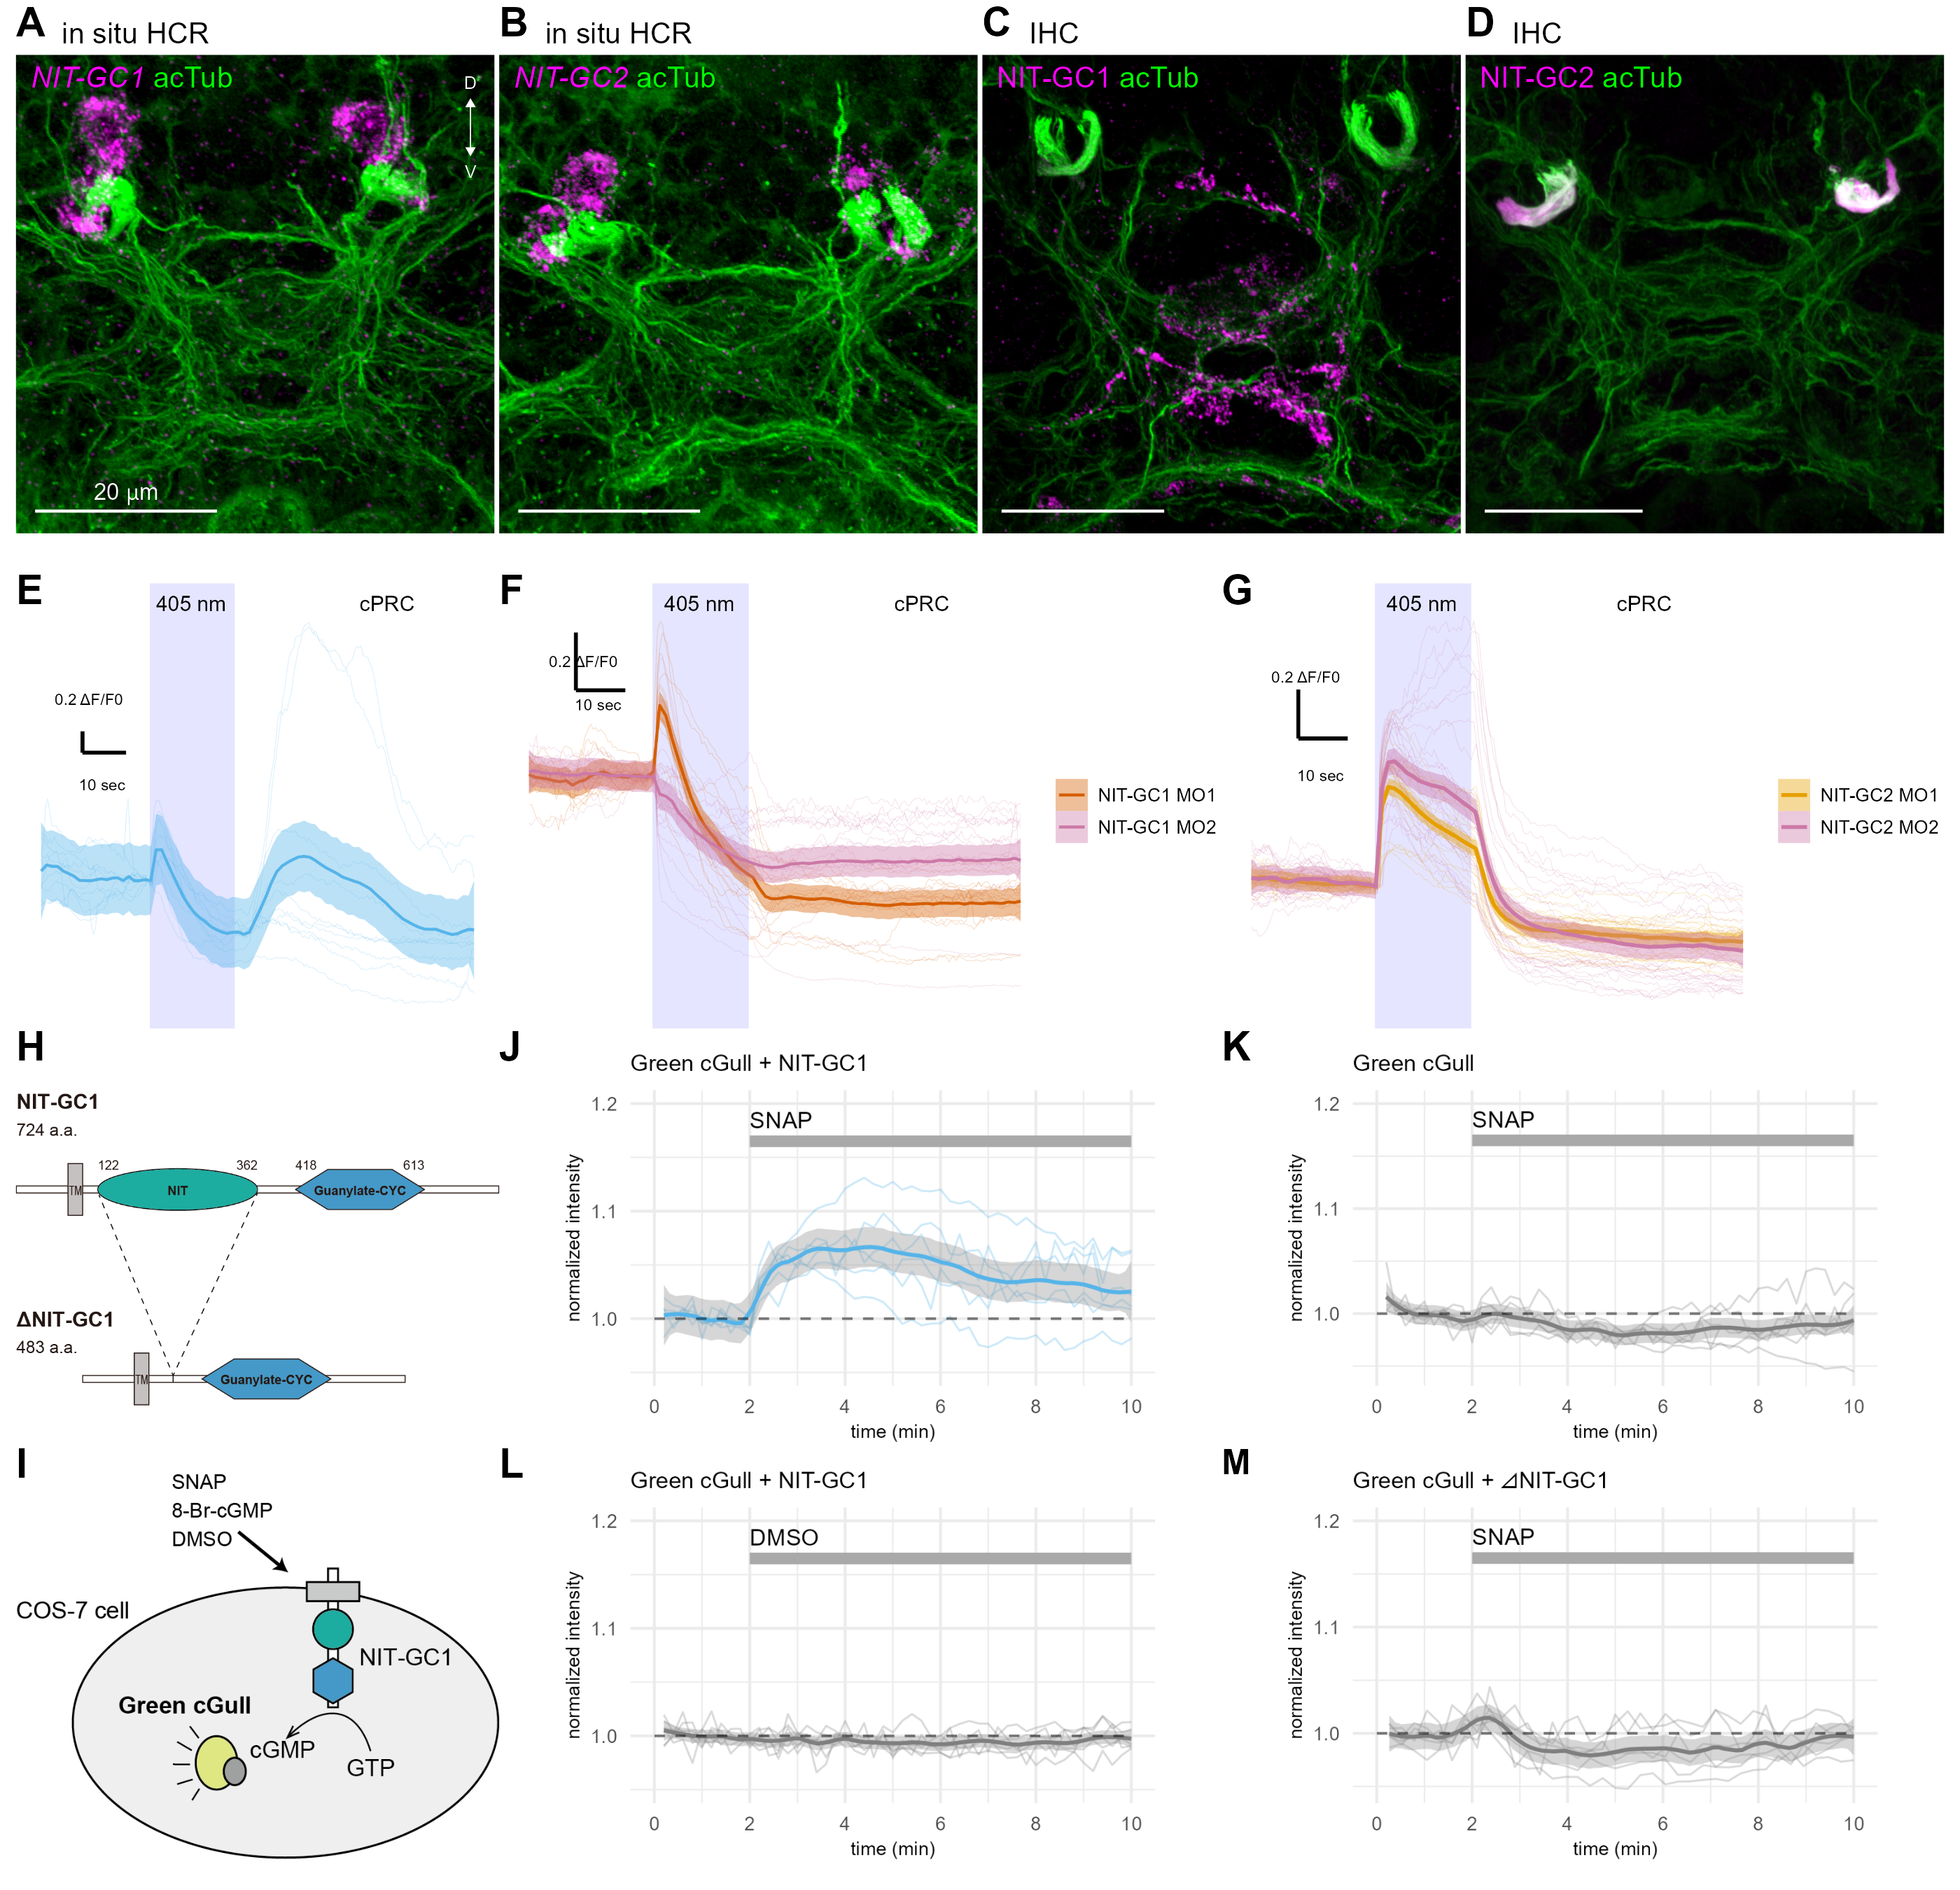 A in situ HCR
NIT-GC1 acTub
D
V
20 µm
B in situ HCR
NIT-GC2 acTub
C IHC
NIT-GC1 acTub
D IHC
NIT-GC2 acTub
E
405 nm
cPRC
0.2 ΔF/F0
10 sec
F
405 nm
cPRC
0.2 ΔF/F0
10 sec
NIT-GC1 MO1
NIT-GC1 MO2
G
405 nm
cPRC
0.2 ΔF/F0
10 sec
NIT-GC2 MO1
NIT-GC2 MO2
H
NIT-GC1
724 a.a.
122 362 418 613
TM NIT Guanylate-CYC
ΔNIT-GC1
483 a.a.
TM Guanylate-CYC
I
SNAP
8-Br-cGMP
DMSO
COS-7 cell
NIT-GC1
Green cGull
cGMP
GTP
J
Green cGull + NIT-GC1
SNAP
normalized intensity
1.2
1.1
1.0
0 2 4 6 8 10
time (min)
K
Green cGull
SNAP
normalized intensity
1.2
1.1
1.0
0 2 4 6 8 10
time (min)
L
Green cGull + NIT-GC1
DMSO
normalized intensity
1.2
1.1
1.0
0 2 4 6 8 10
time (min)
M
Green cGull + ⊿NIT-GC1
SNAP
normalized intensity
1.2
1.1
1.0
0 2 4 6 8 10
time (min)